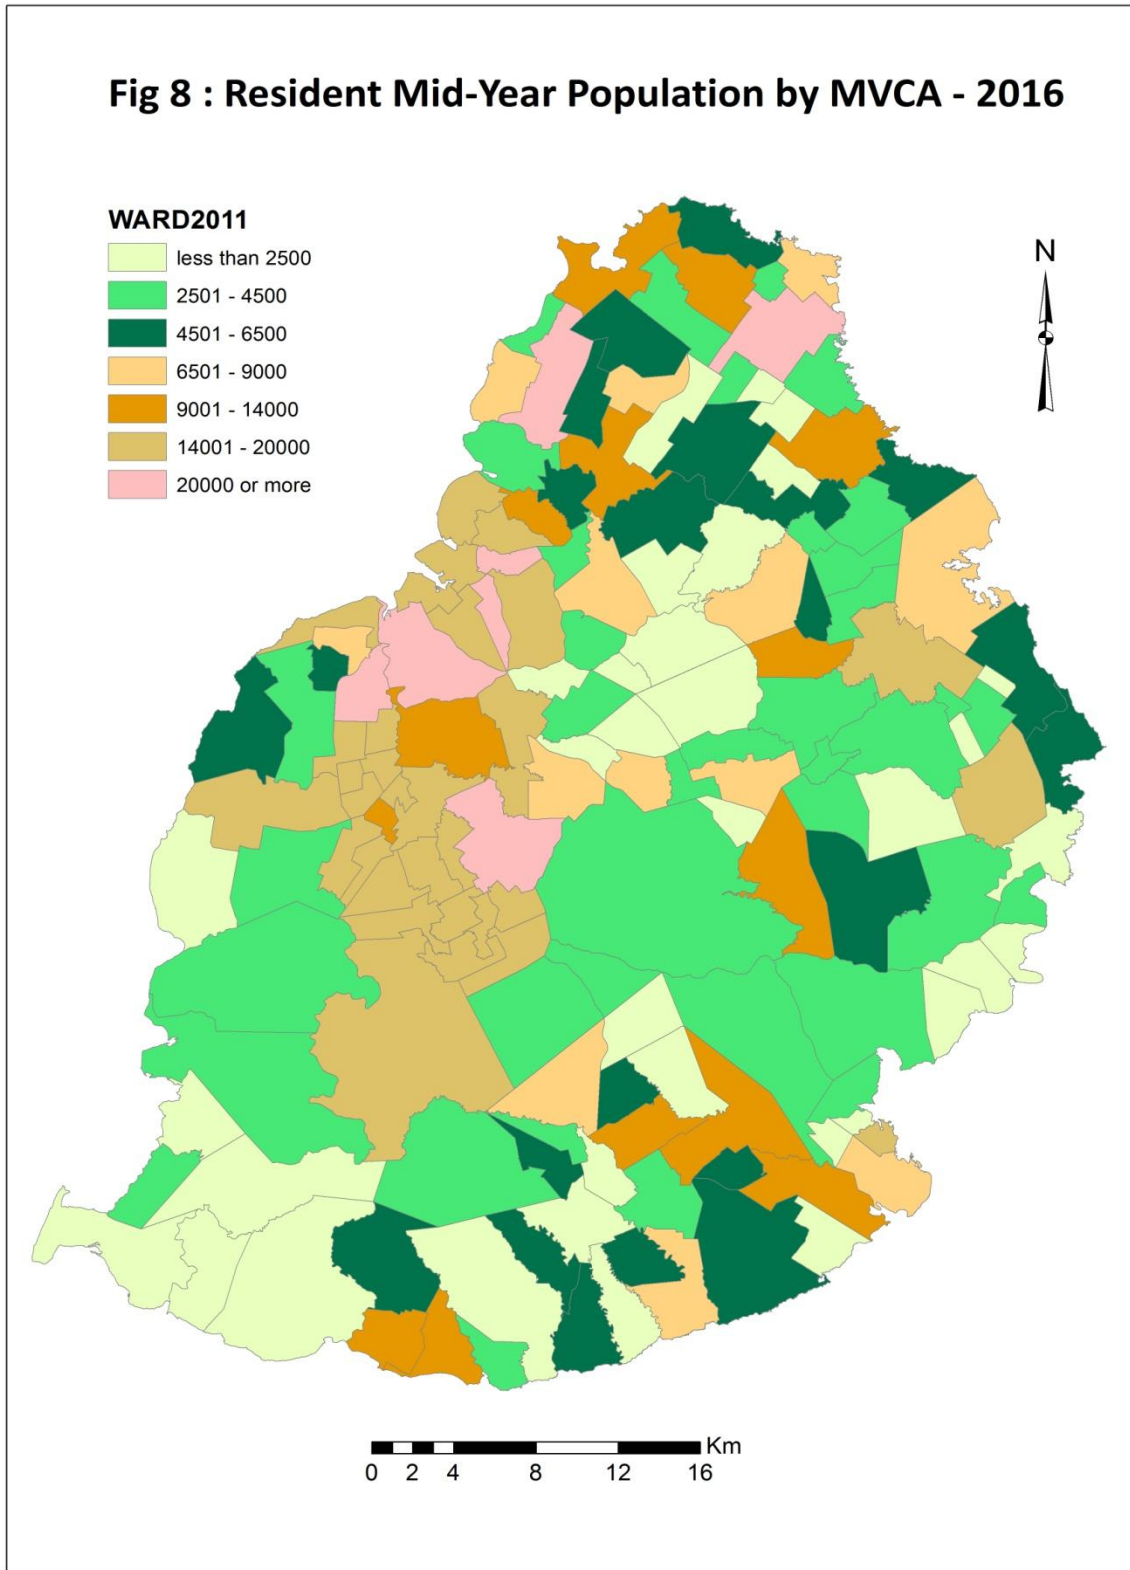 Fig 8 : Resident Mid-Year Population by MVCA - 2016
WARD2011
less than 2500
2501 - 4500
4501 - 6500
6501 - 9000
9001 - 14000
14001 - 20000
20000 or more
N
Km
0 2 4 8 12 16